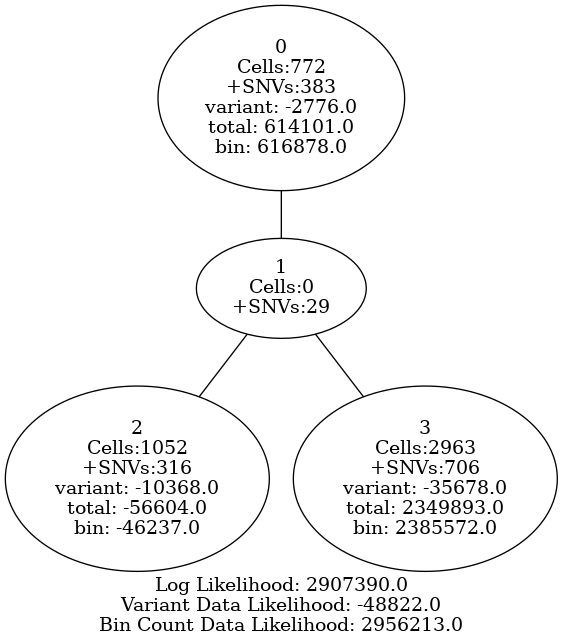 0
Cells:772
+SNVs:383
variant: -2776.0
total: 614101.0
bin: 616878.0
1
Cells:0
+SNVs:29
2
Cells:1052
+SNVs:316
variant: -10368.0
total: -56604.0
bin: -46237.0
3
Cells:2963
+SNVs:706
variant: -35678.0
total: 2349893.0
bin: 2385572.0
Log Likelihood: 2907390.0
Variant Data Likelihood: -48822.0
Bin Count Data Likelihood: 2956213.0